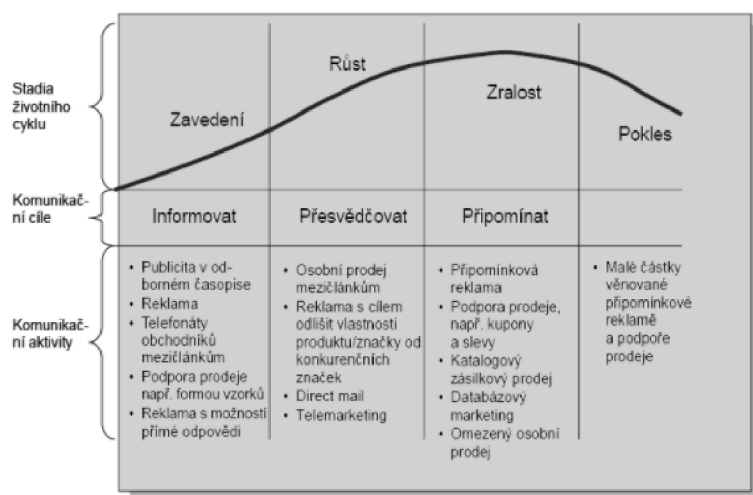 Stadia
životního
cyklu
Zavedení
Růst
Zralost
Pokles
Komunikač-
ní cíle
Informovat
Přesvědčovat
Připomínat
Komunikač-
ní aktivity
• Publicita v od-
borném časopise
• Reklama
• Telefonáty
obchodníků
mezičlánkům
• Podpora prodeje
např. formou vzorků
• Reklama s možností
přímé odpovědi
• Osobní prodej
mezičlánkům
• Reklama s cílem
odlišit vlastnosti
produktu/značky od
konkurenčních
značek
• Direct mail
• Telemarketing
• Připomínková
reklama
• Podpora prodeje,
např. kupony
a slevy
• Katalogový
zásilkový prodej
• Databázový
marketing
• Omezený osobní
prodej
• Malé částky
věnované
připomínkové
reklamě
a podpoře
prodeje